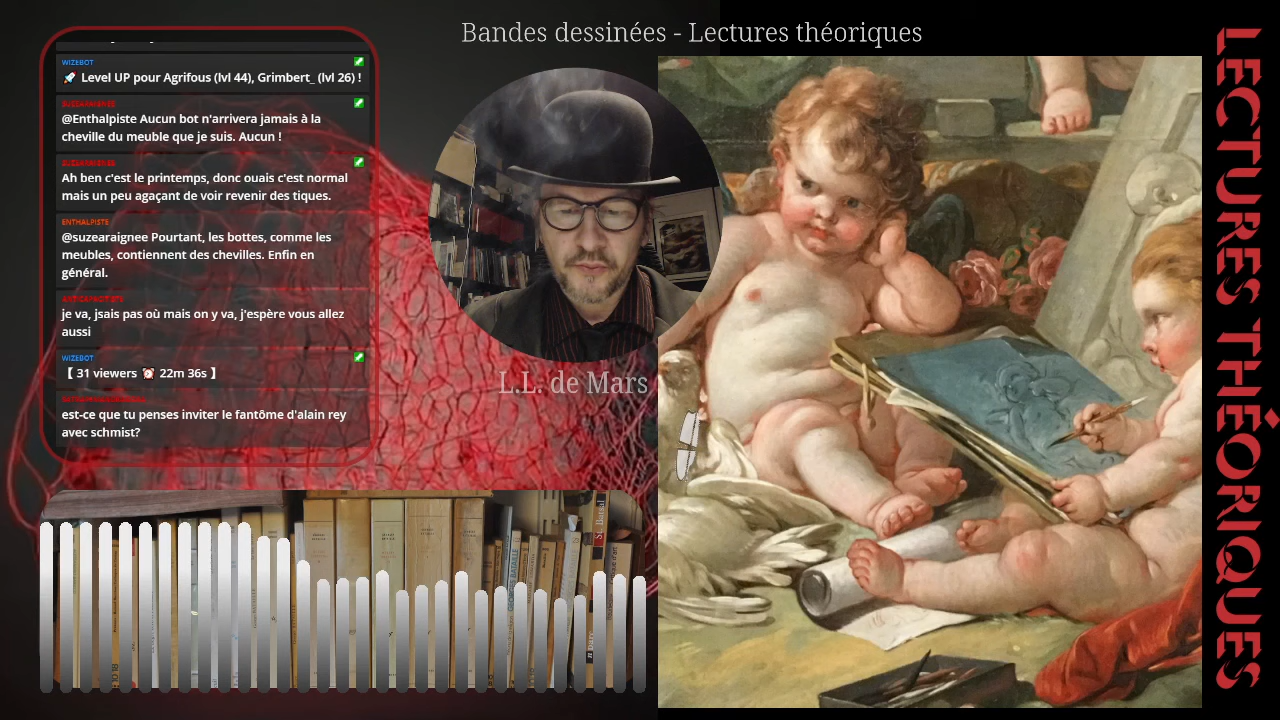 Bandes dessinées - Lectures théoriques
WIZEBOT
🚀 Level UP pour Agrifous (lvl 44), Grimbert_ (lvl 26) !
SUZEARAIGNEE
@Enthalpiste Aucun bot n'arrivera jamais à la
cheville du meuble que je suis. Aucun !
SUZEARAIGNEE
Ah ben c'est le printemps, donc ouais c'est normal
mais un peu agaçant de voir revenir des tiques.
ENTHALPISTE
@suzearaignee Pourtant, les bottes, comme les
meubles, contiennent des chevilles. Enfin en
général.
je va, jsais pas où mais on y va, j'espère vous allez
aussi
WIZEBOT
【 31 viewers ⏰ 22m 36s 】
est-ce que tu penses inviter le fantôme d'alain rey
avec schmist?
L.L. de Mars
LECTURES THÉORIQUES